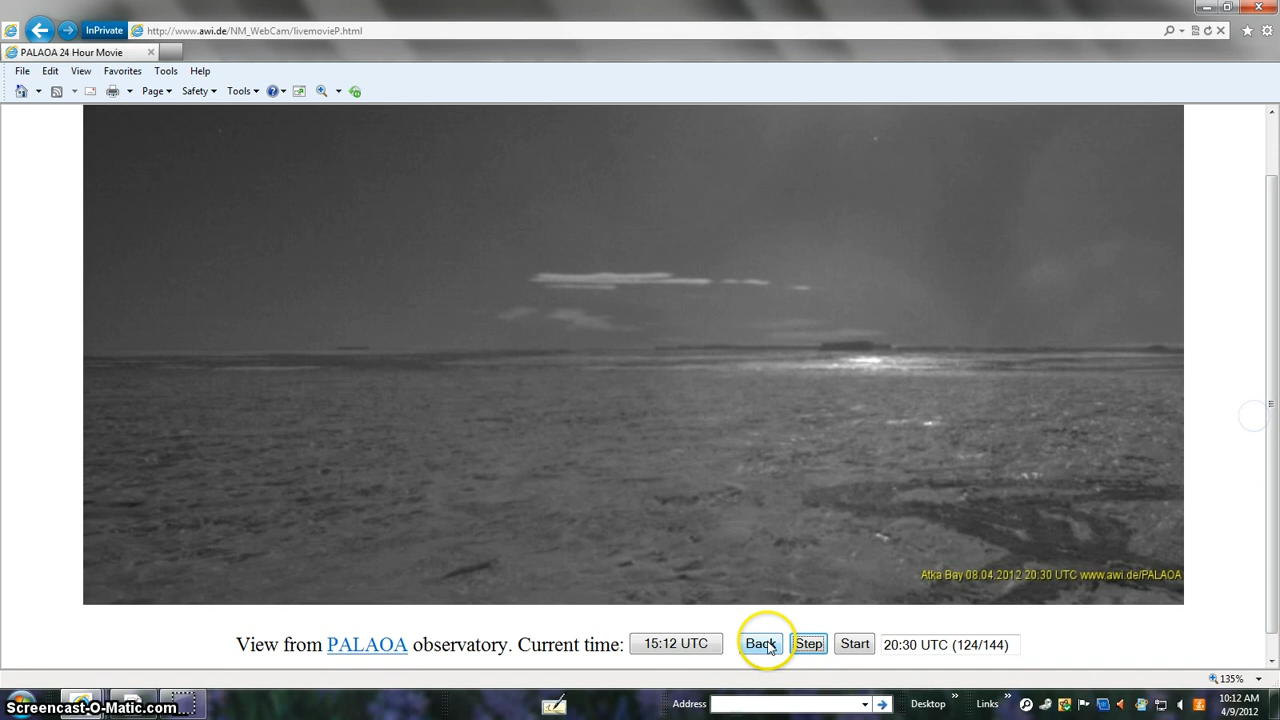 InPrivate
http://www.awi.de/NM_WebCam/livemovieP.html
PALAOA 24 Hour Movie
File Edit View Favorites Tools Help
Page Safety Tools
Atka Bay 08.04.2012 20:30 UTC www.awi.de/PALAOA
View from PALAOA observatory. Current time: 15:12 UTC Back Step Start 20:30 UTC (124/144)
135%
Address Desktop Links 10:12 AM
4/9/2012
Screencast-O-Matic.com